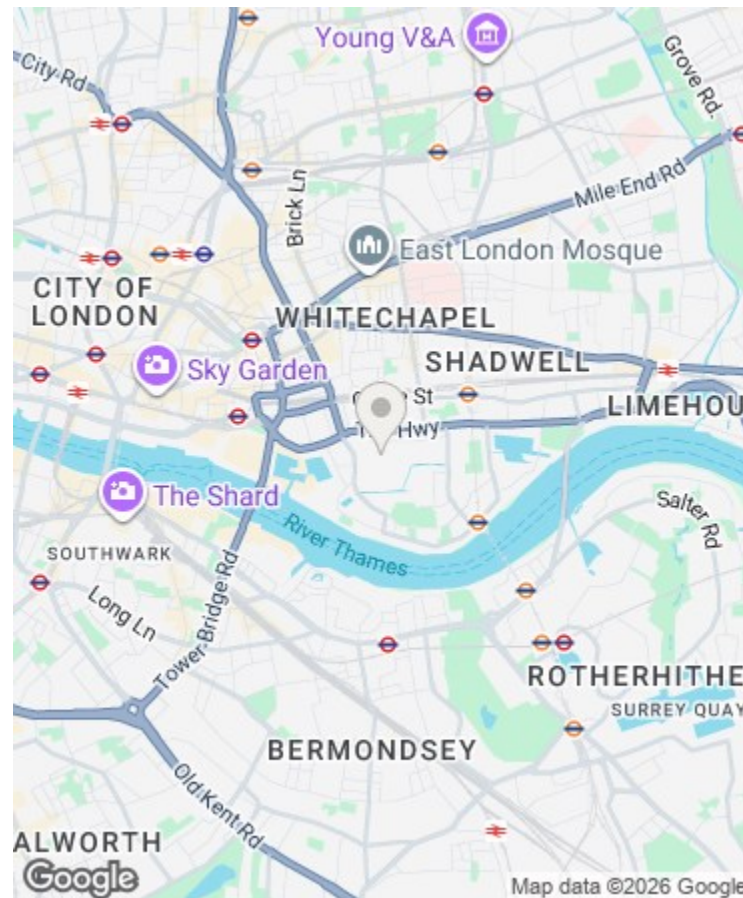 Young V&A
Grove Rd.
City Rd
Mile End Rd
Brick Ln
East London Mosque
CITY OF
LONDON
WHITECHAPEL
SHADWELL
Sky Garden
St
Hwy
LIMEHOU
The Shard
River Thames
Salter Rd
SOUTHWARK
Long Ln
Tower Bridge Rd
ROTHERHITHE
SURREY QUAY
BERMONDSEY
Old Kent Rd
ALWORTH
Google
Map data ©2026 Google